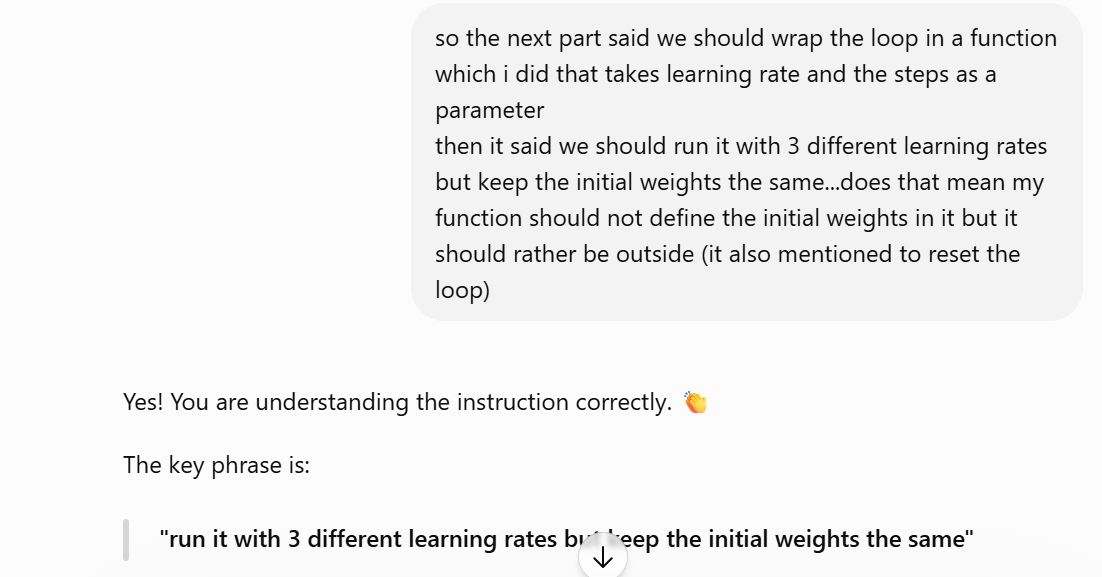 so the next part said we should wrap the loop in a function
which i did that takes learning rate and the steps as a
parameter
then it said we should run it with 3 different learning rates
but keep the initial weights the same...does that mean my
function should not define the initial weights in it but it
should rather be outside (it also mentioned to reset the
loop)
Yes! You are understanding the instruction correctly. 👏
The key phrase is:
"run it with 3 different learning rates but keep the initial weights the same"